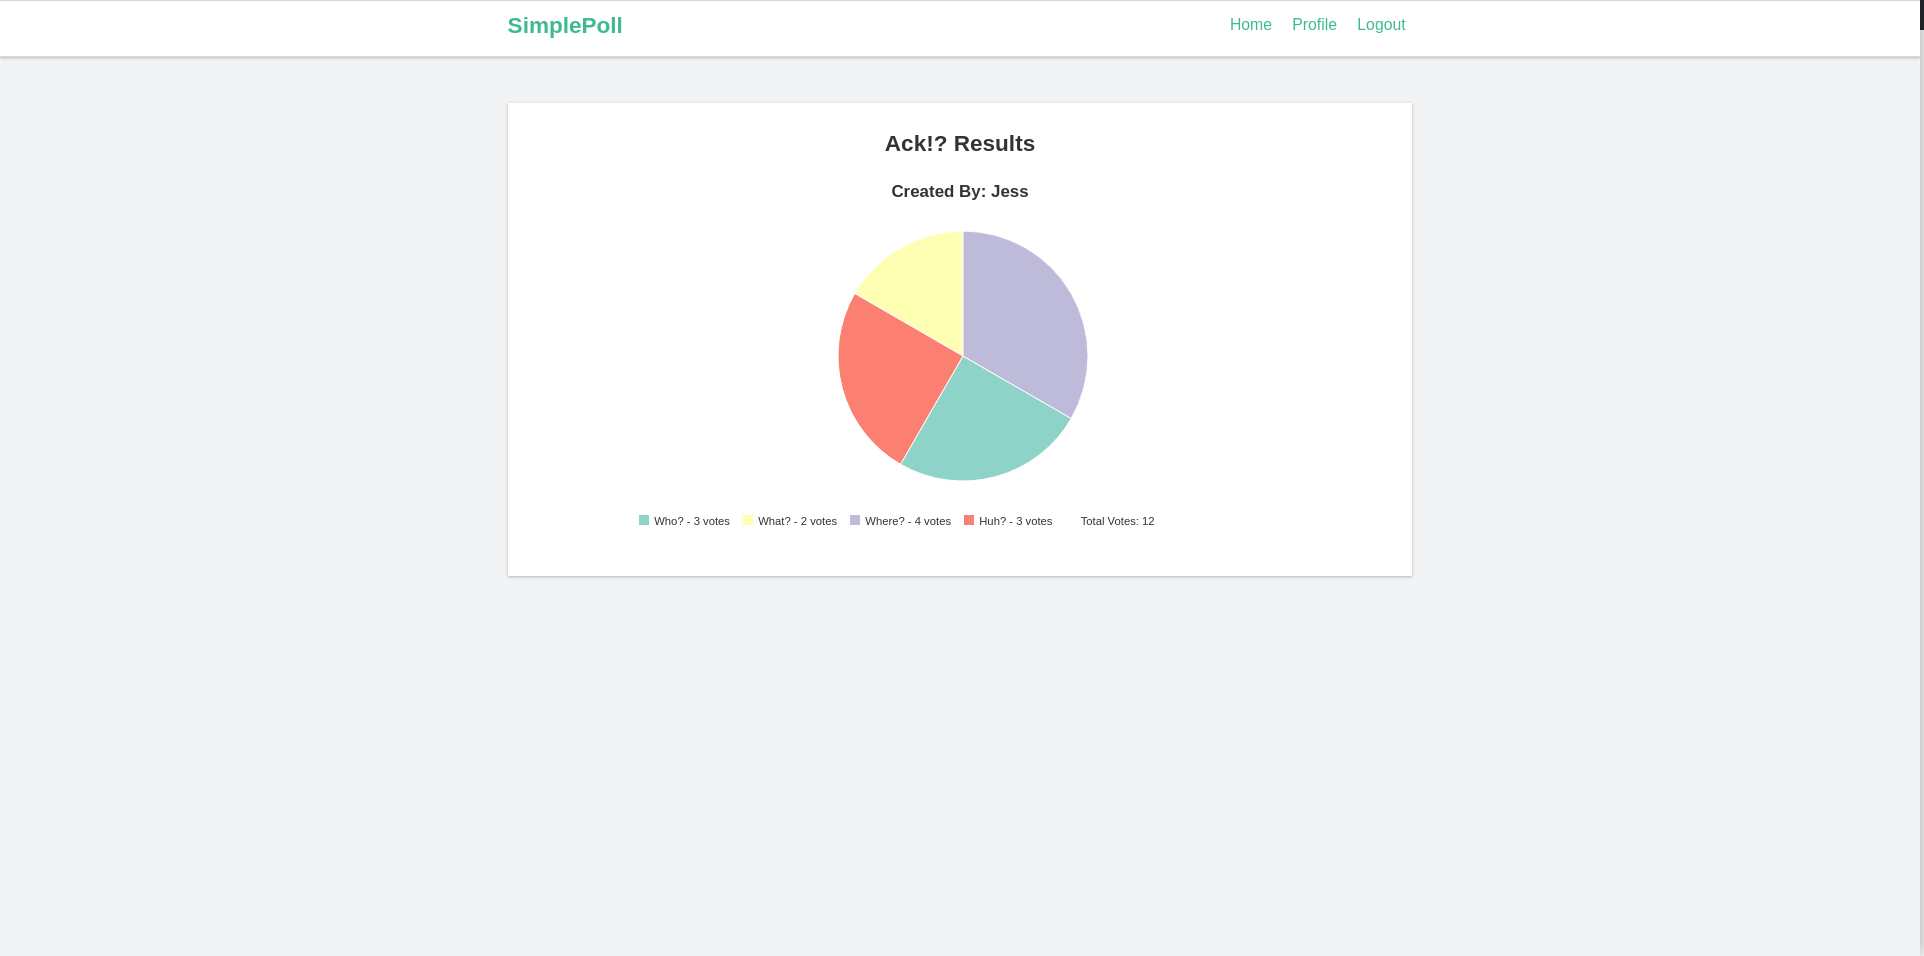 SimplePoll Home Profile Logout
Ack!? Results
Created By: Jess
Who? - 3 votes What? - 2 votes Where? - 4 votes Huh? - 3 votes Total Votes: 12